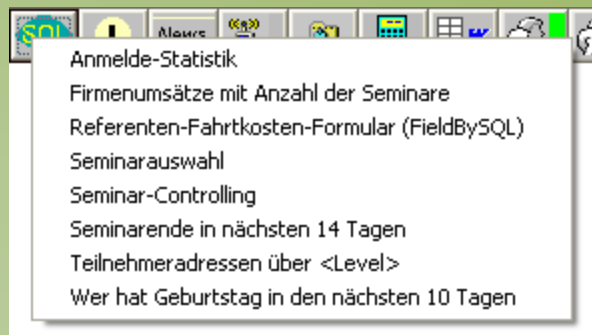 SQL
News
Anmelde-Statistik
Firmenumsätze mit Anzahl der Seminare
Referenten-Fahrtkosten-Formular (FieldBySQL)
Seminarauswahl
Seminar-Controlling
Seminarende in nächsten 14 Tagen
Teilnehmeradressen über <Level>
Wer hat Geburtstag in den nächsten 10 Tagen